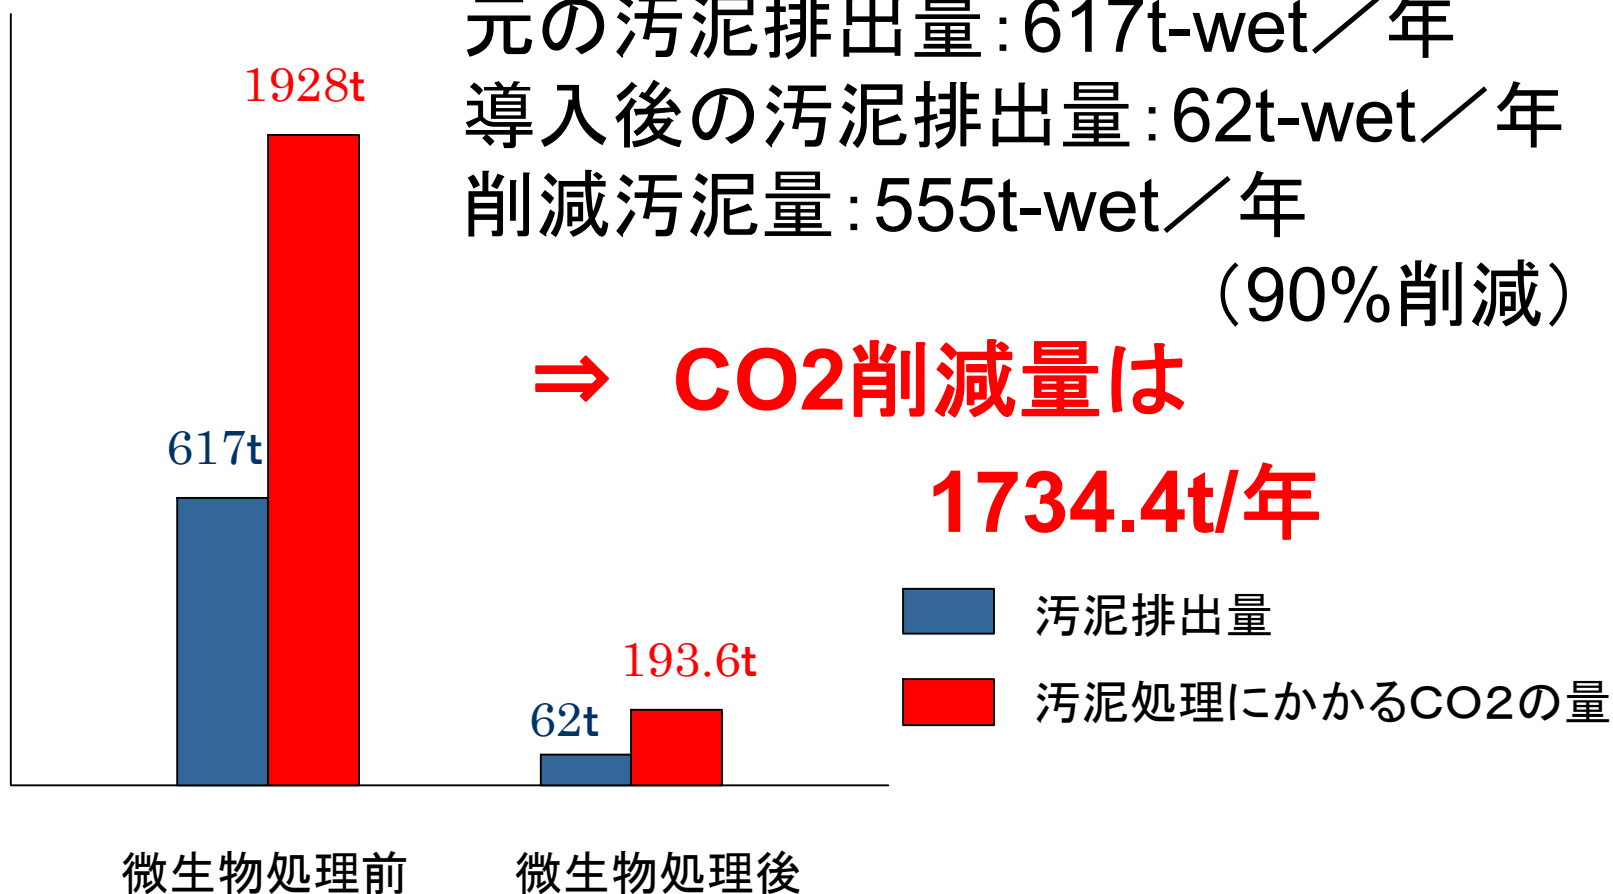 元の汚泥排出量：617t-wet／年
導入後の汚泥排出量：62t-wet／年
削減汚泥量：555t-wet／年
（90%削減）
⇒ CO2削減量は
1734.4t/年
1928t
617t
193.6t
62t
汚泥排出量
汚泥処理にかかるCO2の量
微生物処理前
微生物処理後